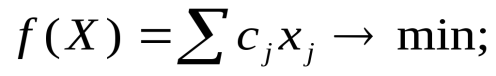 f(X) = ∑ c_j x_j → min;